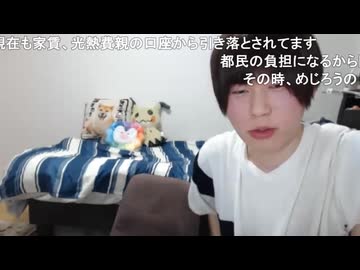 現在も家賃、光熱費親の口座から引き落とされてます
都民の負担になるから
その時、めじろうの